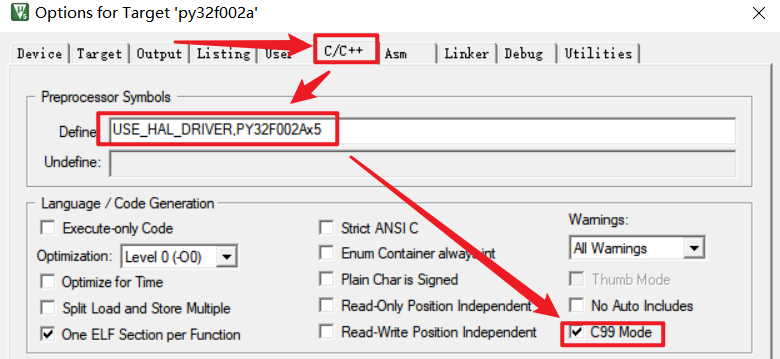 Options for Target 'py32f002a'
Device Target Output Listing User C/C++ Asm Linker Debug Utilities
Preprocessor Symbols
Define: USE_HAL_DRIVER,PY32F002Ax5
Undefine:
Language / Code Generation
Execute-only Code
Strict ANSI C
Warnings:
Optimization: Level 0 (-O0)
Enum Container always int
All Warnings
Optimize for Time
Plain Char is Signed
Thumb Mode
Split Load and Store Multiple
Read-Only Position Independent
No Auto Includes
One ELF Section per Function
Read-Write Position Independent
C99 Mode